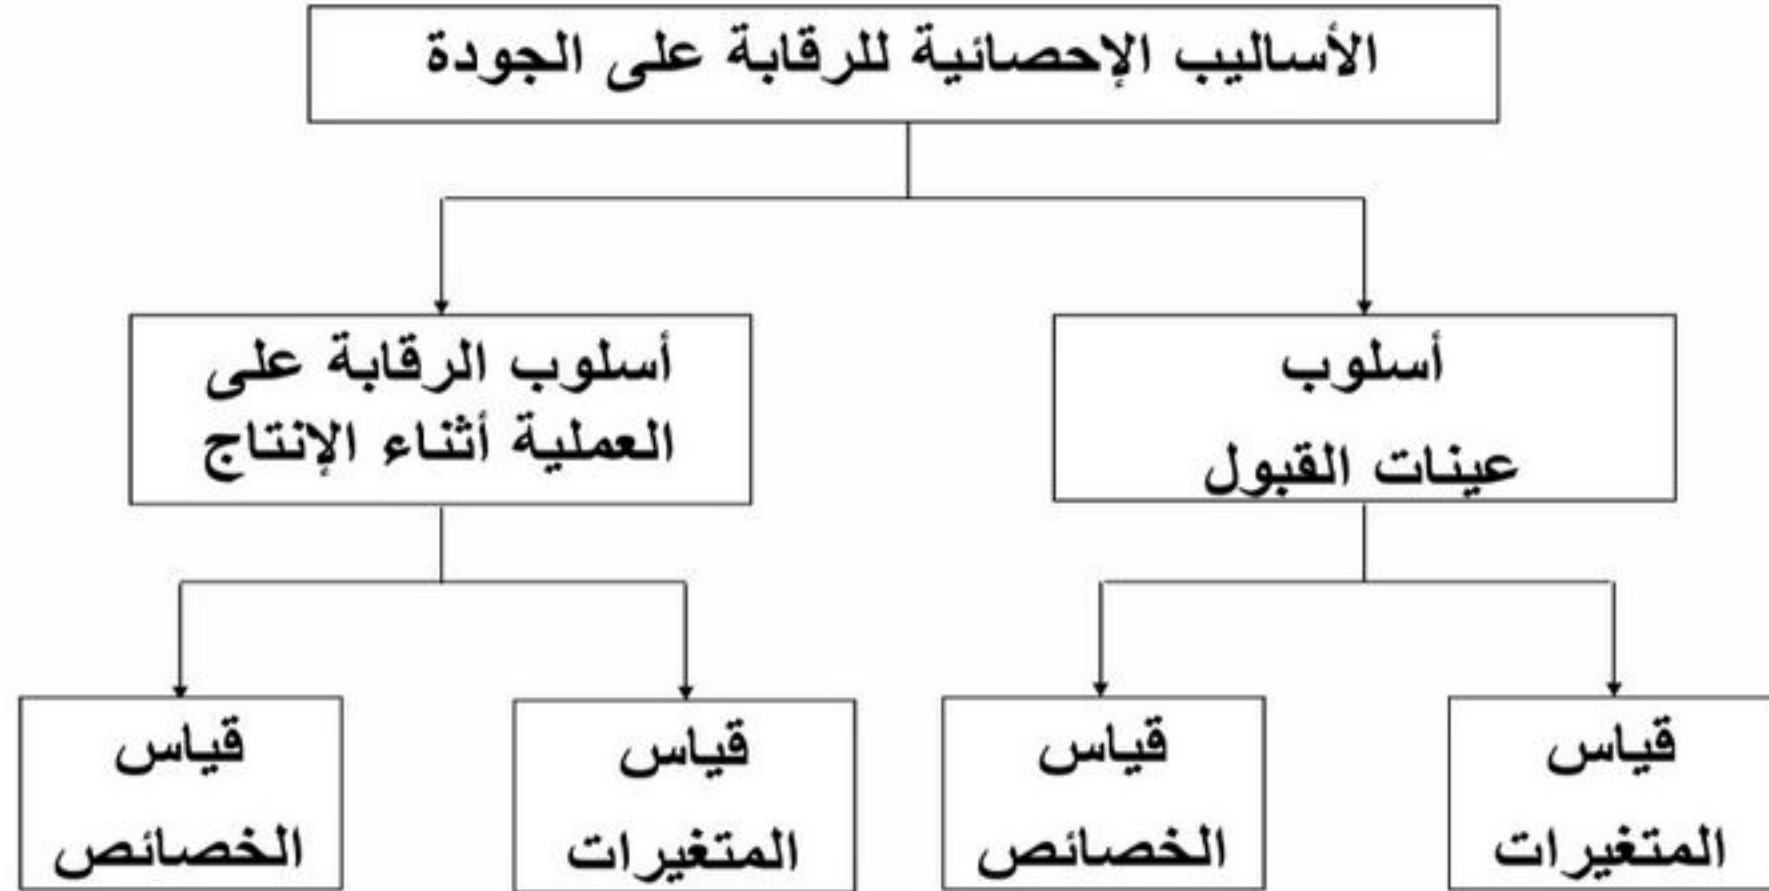 الأساليب الإحصائية للرقابة على الجودة
أسلوب
عينات القبول
أسلوب الرقابة على
العملية أثناء الإنتاج
قياس
المتغيرات
قياس
الخصائص
قياس
المتغيرات
قياس
الخصائص